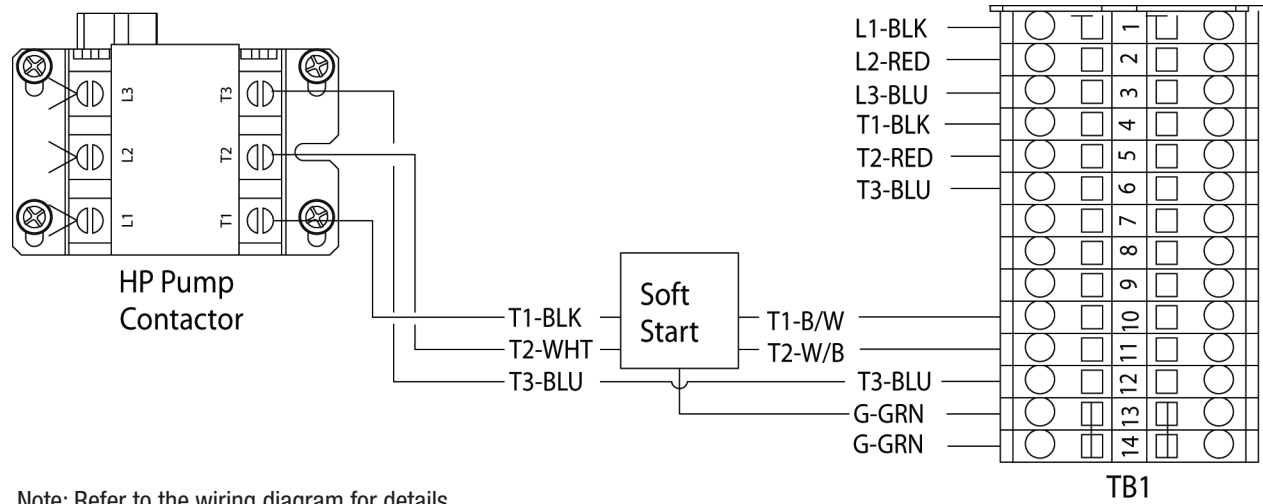 L3
T3
L2
T2
L1
T1
HP Pump
Contactor
T1-BLK
T2-WHT
T3-BLU
Soft
Start
T1-B/W
T2-W/B
T3-BLU
G-GRN
G-GRN
L1-BLK
L2-RED
L3-BLU
T1-BLK
T2-RED
T3-BLU
1
2
3
4
5
6
7
8
9
10
11
12
13
14
TB1
Note: Refer to the wiring diagram for details